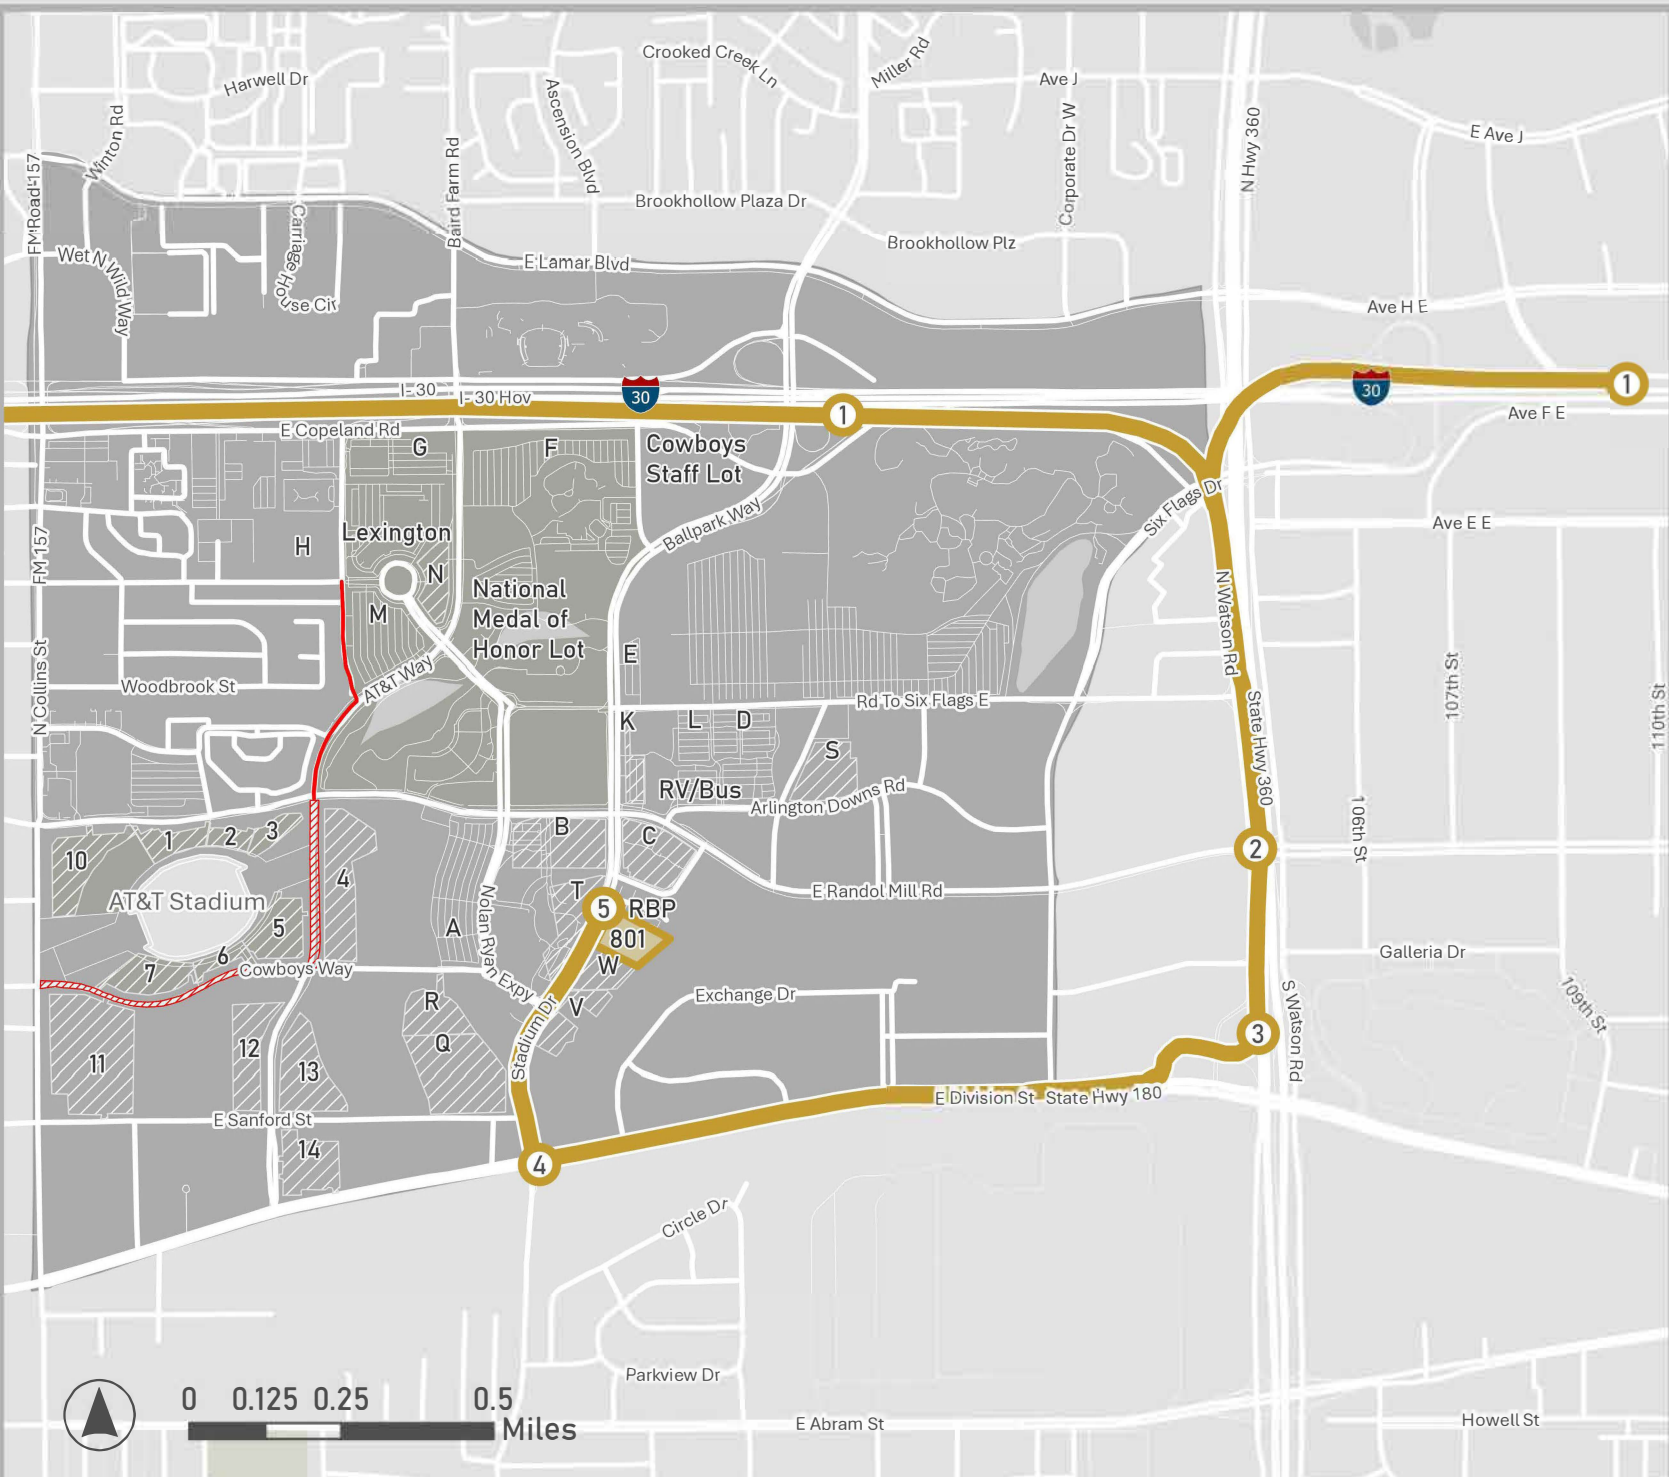 Harwell Dr
Crooked Creek Ln
Miller Rd
Ave J
E Ave J
Winton Rd
Ascension Blvd
Corporate Dr W
N Hwy 360
FM Road 157
Baird Farm Rd
Carriage House Cir
Brookhollow Plaza Dr
Brookhollow Plz
Wet N Wild Way
E Lamar Blvd
Ave H E
I-30
I-30 Hov
30
30
1
1
Ave F E
E Copeland Rd
G
F
Cowboys
Staff Lot
Ballpark Way
Six Flags Dr
Ave E E
FM 157
H
Lexington
N
M
National
Medal of
Honor Lot
E
N Watson Rd
N Collins St
Woodbrook St
AT&T Way
Rd To Six Flags E
State Hwy 360
107th St
110th St
K
L
D
S
RV/Bus
Arlington Downs Rd
106th St
10
1
2
3
4
B
C
2
AT&T Stadium
E Randol Mill Rd
T
5
RBP
801
W
5
A
Nolan Ryan Expy
6
7
Cowboys Way
Galleria Dr
V
Exchange Dr
R
Q
Stadium Dr
S Watson Rd
109th St
3
11
12
13
E Division St
State Hwy 180
E Sanford St
14
4
Circle Dr
Parkview Dr
0
0.125
0.25
0.5
Miles
E Abram St
Howell St